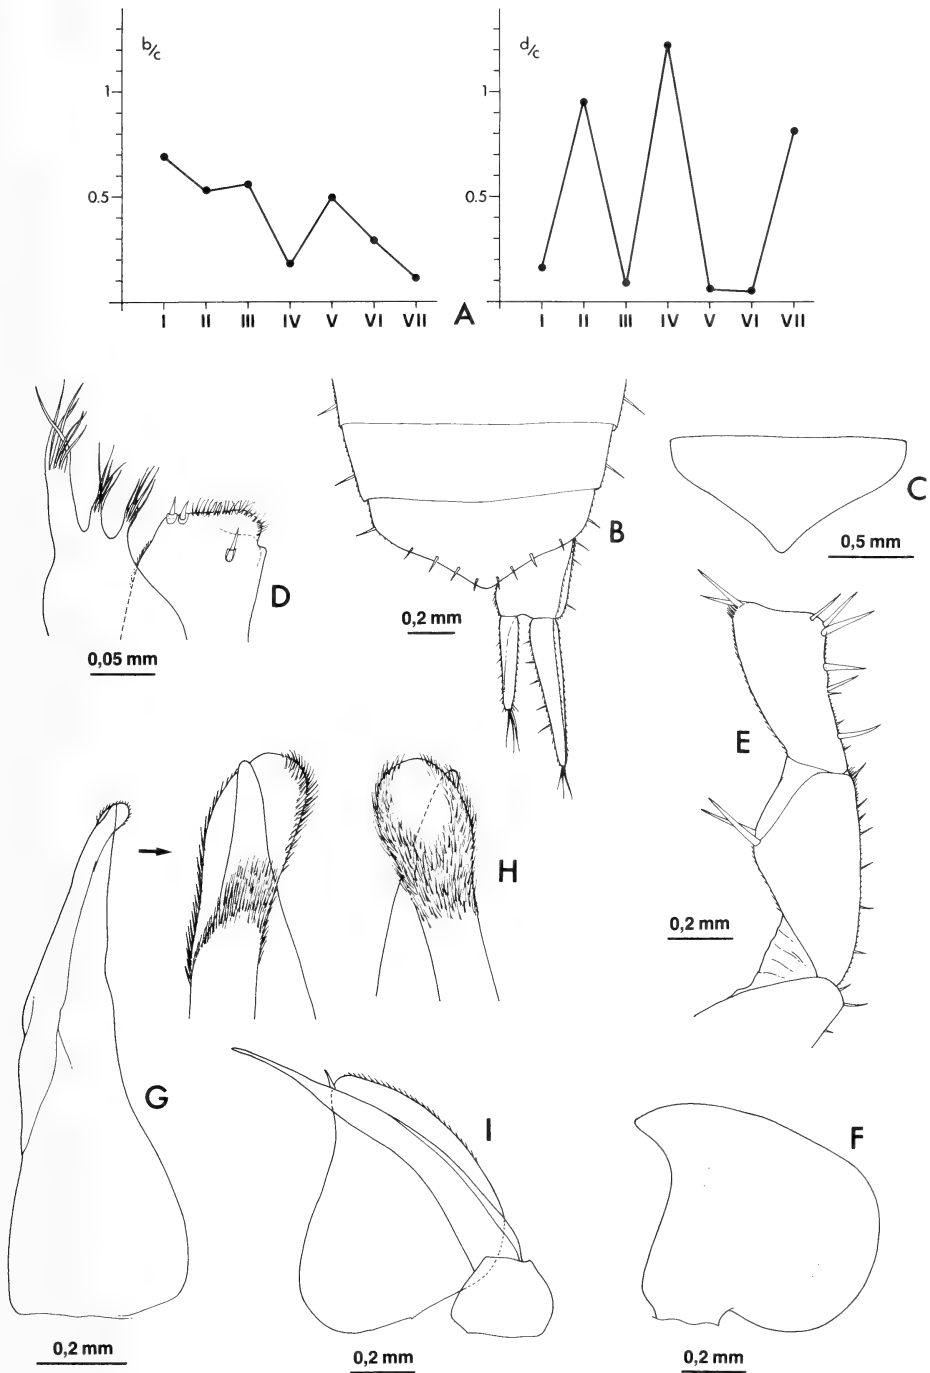 b/c
d/c
1
1
0.5
0.5
I II III IV V VI VII
A
I II III IV V VI VII
C
0,5 mm
B
0,2 mm
D
0,05 mm
E
0,2 mm
H
G
I
F
0,2 mm
0,2 mm
0,2 mm